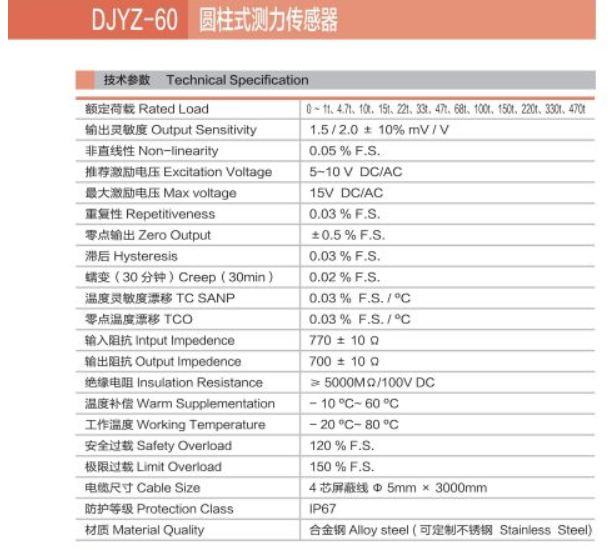 DJYZ-60 圆柱式测力传感器
技术参数 Technical Specification
额定荷载 Rated Load 0 ~ 1t、4.7t、10t、15t、22t、33t、47t、68t、100t、150t、220t、330t、470t
输出灵敏度 Output Sensitivity 1.5 / 2.0 ± 10% mV / V
非直线性 Non-linearity 0.05 % F.S.
推荐激励电压 Excitation Voltage 5~10 V DC/AC
最大激励电压 Max voltage 15V DC/AC
重复性 Repetitiveness 0.03 % F.S.
零点输出 Zero Output ±0.5 % F.S.
滞后 Hysteresis 0.03 % F.S.
蠕变（30 分钟）Creep（30min） 0.02 % F.S.
温度灵敏度漂移 TC SANP 0.03 % F.S. / ºC
零点温度漂移 TCO 0.03 % F.S. / ºC
输入阻抗 Intput Impedence 770 ± 10 Ω
输出阻抗 Output Impedence 700 ± 10 Ω
绝缘电阻 Insulation Resistance ≥ 5000MΩ/100V DC
温度补偿 Warm Supplementation - 10 ºC~ 60 ºC
工作温度 Working Temperature - 20 ºC~ 80 ºC
安全过载 Safety Overload 120 % F.S.
极限过载 Limit Overload 150 % F.S.
电缆尺寸 Cable Size 4 芯屏蔽线 Φ 5mm × 3000mm
防护等级 Protection Class IP67
材质 Material Quality 合金钢 Alloy steel ( 可定制不锈钢 Stainless Steel)